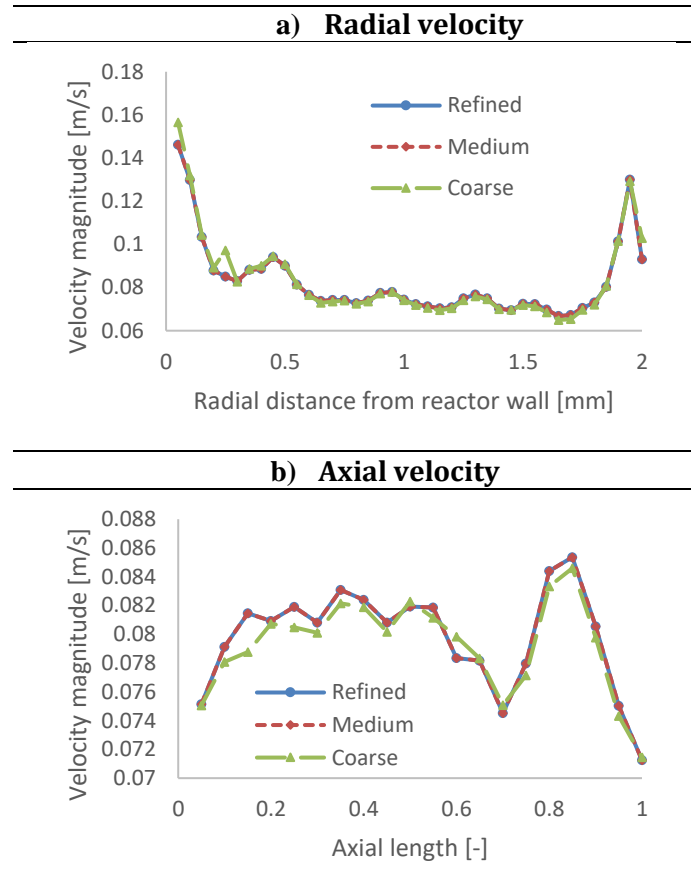 a) Radial velocity
0.18
0.16
0.14
0.12
0.1
0.08
0.06
Velocity magnitude [m/s]
Refined
Medium
Coarse
0 0.5 1 1.5 2
Radial distance from reactor wall [mm]
b) Axial velocity
0.088
0.086
0.084
0.082
0.08
0.078
0.076
0.074
0.072
0.07
Velocity magnitude [m/s]
Refined
Medium
Coarse
0 0.2 0.4 0.6 0.8 1
Axial length [-]